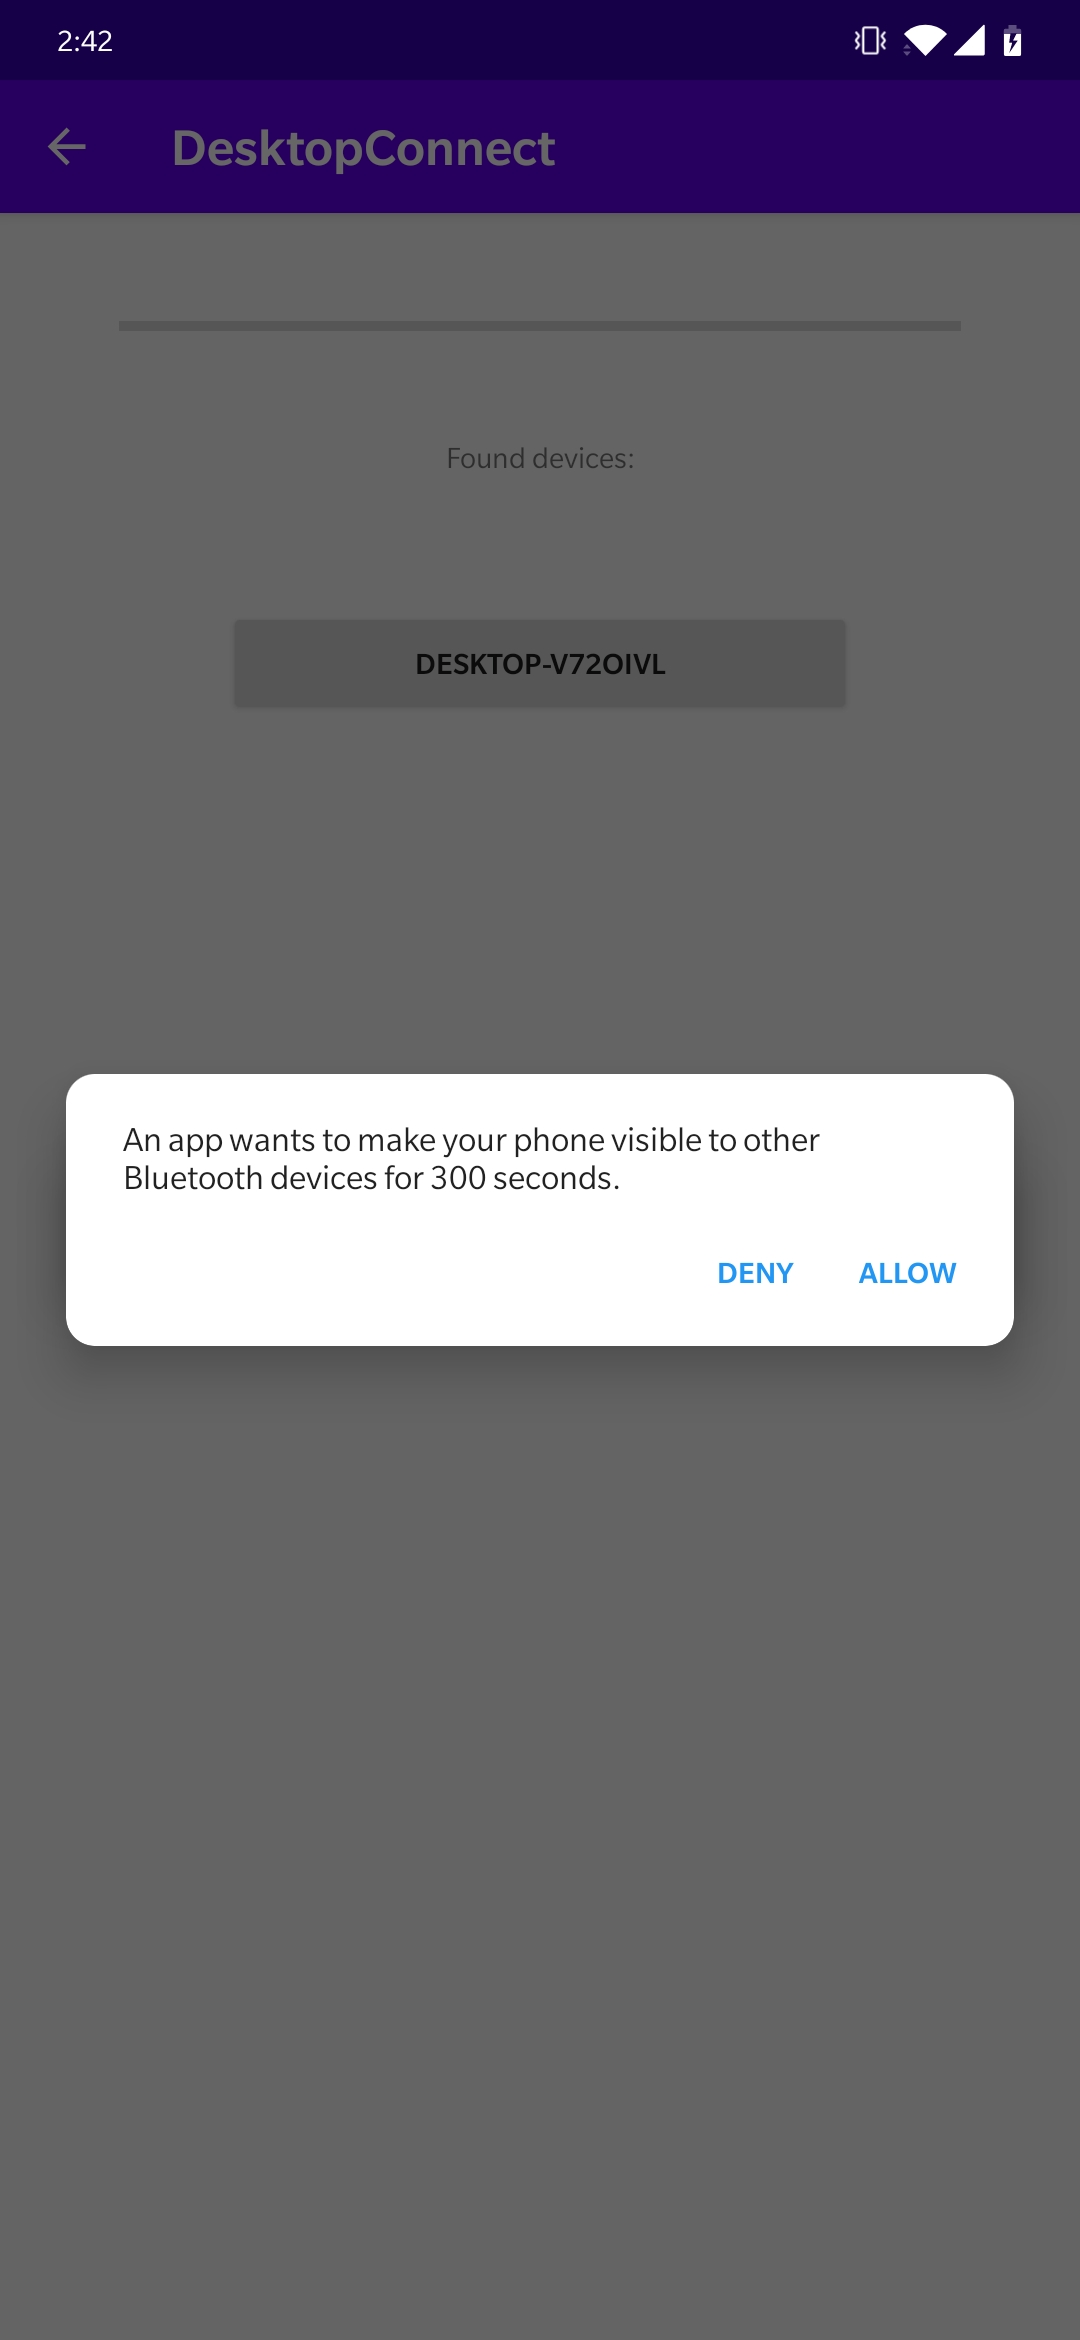 2:42
DesktopConnect
Found devices:
DESKTOP-V72OIVL
An app wants to make your phone visible to other
Bluetooth devices for 300 seconds.
DENY ALLOW